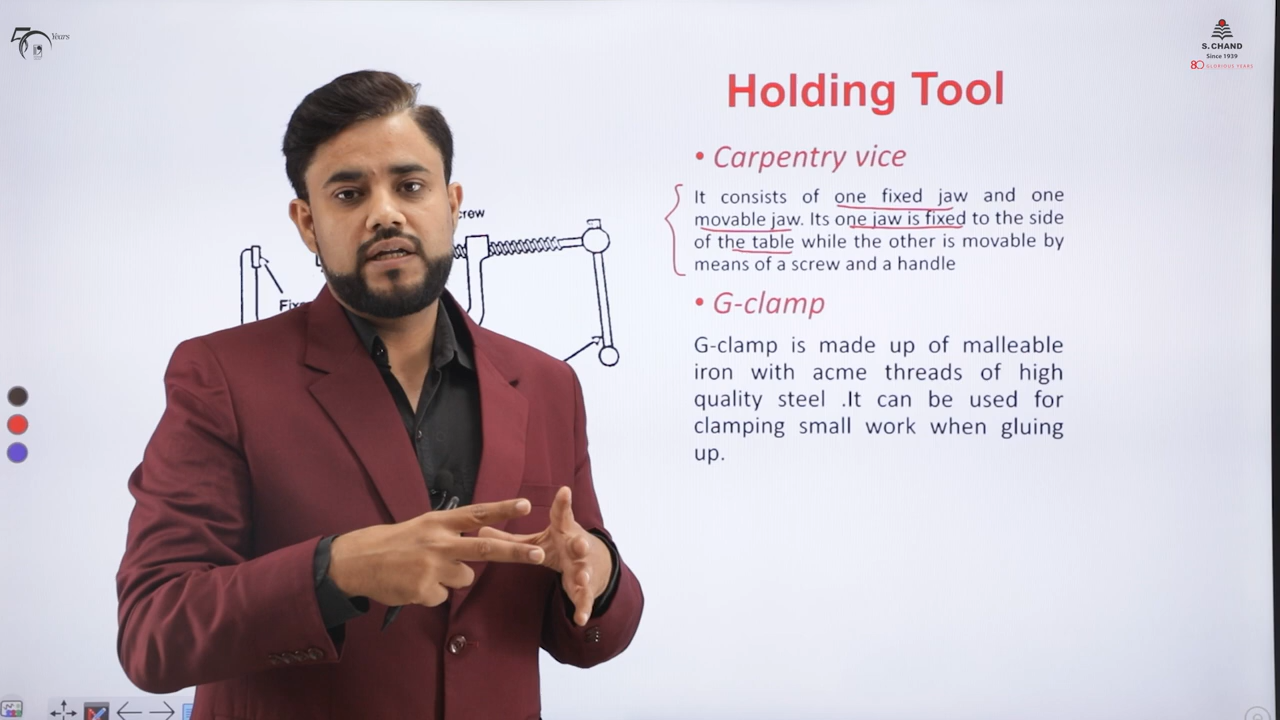 Years
S. CHAND
Since 1939
80 GLORIOUS YEARS
Holding Tool
• Carpentry vice
It consists of one fixed jaw and one
movable jaw. Its one jaw is fixed to the side
of the table while the other is movable by
means of a screw and a handle
• G-clamp
G-clamp is made up of malleable
iron with acme threads of high
quality steel .It can be used for
clamping small work when gluing
up.
crew
Fixe